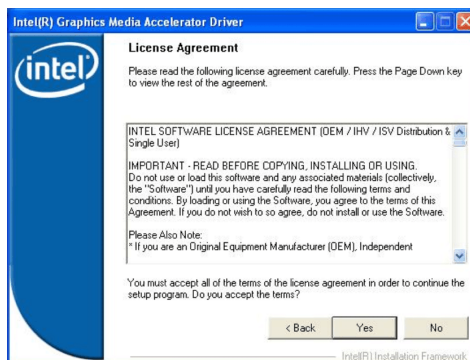 Intel(R) Graphics Media Accelerator Driver
intel
License Agreement
Please read the following license agreement carefully. Press the Page Down key
to view the rest of the agreement.
INTEL SOFTWARE LICENSE AGREEMENT (OEM / IHV / ISV Distribution &
Single User)
IMPORTANT - READ BEFORE COPYING, INSTALLING OR USING.
Do not use or load this software and any associated materials (collectively,
the "Software") until you have carefully read the following terms and
conditions. By loading or using the Software, you agree to the terms of this
Agreement. If you do not wish to so agree, do not install or use the Software.
Please Also Note:
* If you are an Original Equipment Manufacturer (OEM), Independent
You must accept all of the terms of the license agreement in order to continue the
setup program. Do you accept the terms?
< Back Yes No
Intel(R) Installation Framework